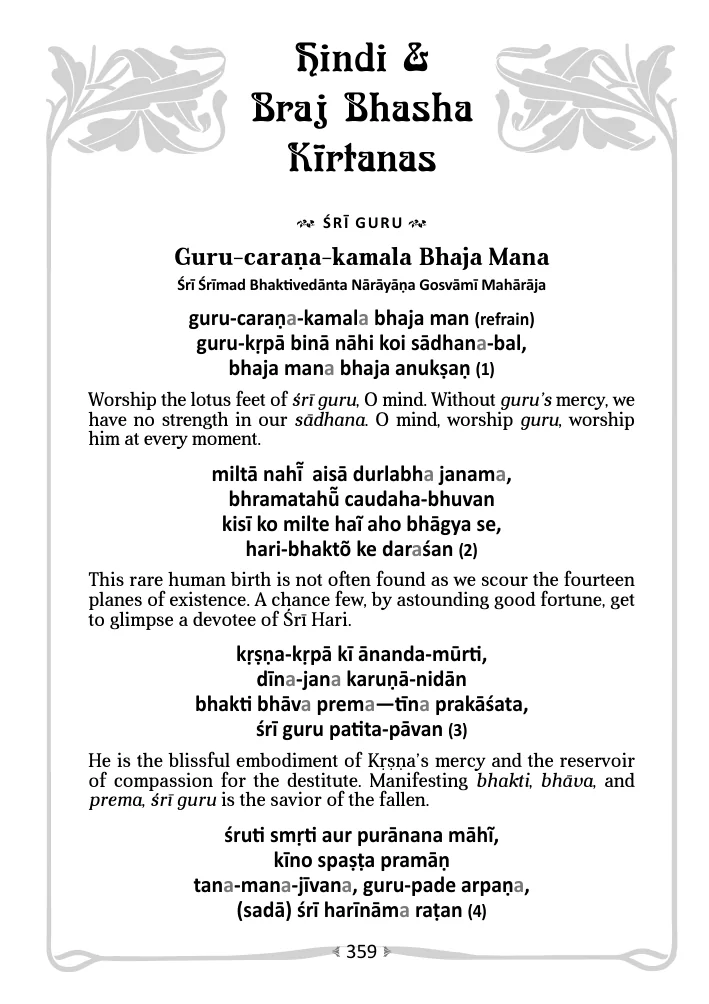 Hindi &
Braj Bhasha
Kīrtanas
ŚRĪ GURU
Guru-caraṇa-kamala Bhaja Mana
Śrī Śrīmad Bhaktivedānta Nārāyāṇa Gosvāmī Mahārāja
guru-caraṇa-kamala bhaja man (refrain)
guru-kṛpā binā nāhi koi sādhana-bal,
bhaja mana bhaja anukṣaṇ (1)
Worship the lotus feet of śrī guru, O mind. Without guru’s mercy, we
have no strength in our sādhana. O mind, worship guru, worship
him at every moment.
miltā nahī̃ aisā durlabha janama,
bhramatahū̃ caudaha-bhuvan
kisī ko milte haĩ aho bhāgya se,
hari-bhaktõ ke daraśan (2)
This rare human birth is not often found as we scour the fourteen
planes of existence. A chance few, by astounding good fortune, get
to glimpse a devotee of Śrī Hari.
kṛṣṇa-kṛpā kī ānanda-mūrti,
dīna-jana karuṇā-nidān
bhakti bhāva prema—tīna prakāśata,
śrī guru patita-pāvan (3)
He is the blissful embodiment of Kṛṣṇa’s mercy and the reservoir
of compassion for the destitute. Manifesting bhakti, bhāva, and
prema, śrī guru is the savior of the fallen.
śruti smṛti aur purānana māhĩ,
kīno spaṣṭa pramāṇ
tana-mana-jīvana, guru-pade arpaṇa,
(sadā) śrī harīnāma raṭan (4)
359